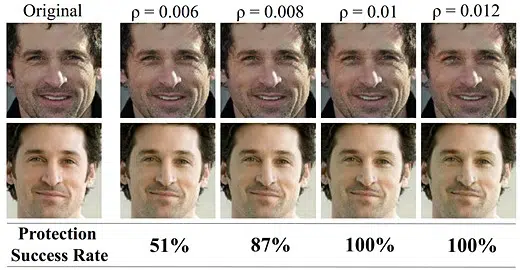 Original ρ = 0.006 ρ = 0.008 ρ = 0.01 ρ = 0.012
Protection
Success Rate 51% 87% 100% 100%